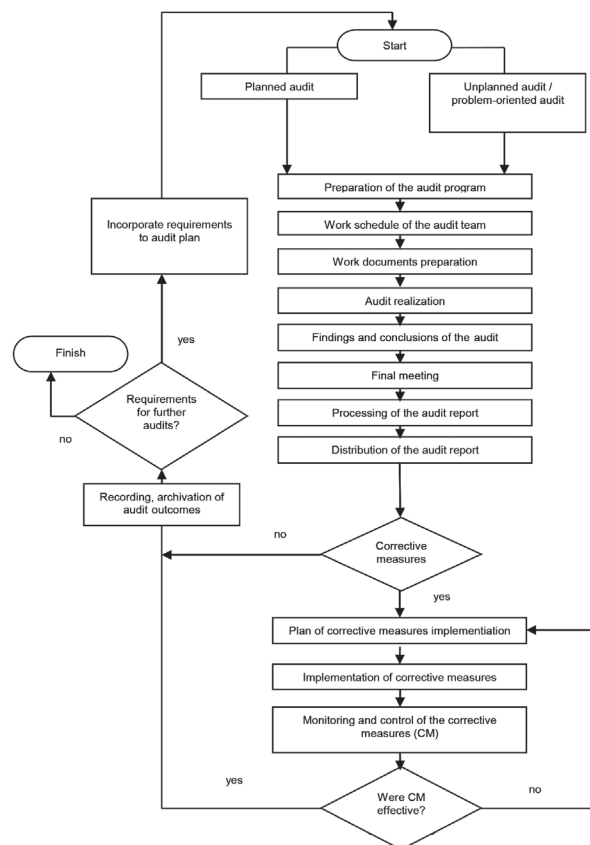 Start
Planned audit
Unplanned audit /
problem-oriented audit
Preparation of the audit program
Work schedule of the audit team
Work documents preparation
Audit realization
Findings and conclusions of the audit
Final meeting
Processing of the audit report
Distribution of the audit report
Corrective
measures
no
yes
Plan of corrective measures implementiation
Implementation of corrective measures
Monitoring and control of the corrective
measures (CM)
Were CM
effective?
yes
no
Recording, archivation of
audit outcomes
Requirements
for further
audits?
no
yes
Finish
Incorporate requirements
to audit plan